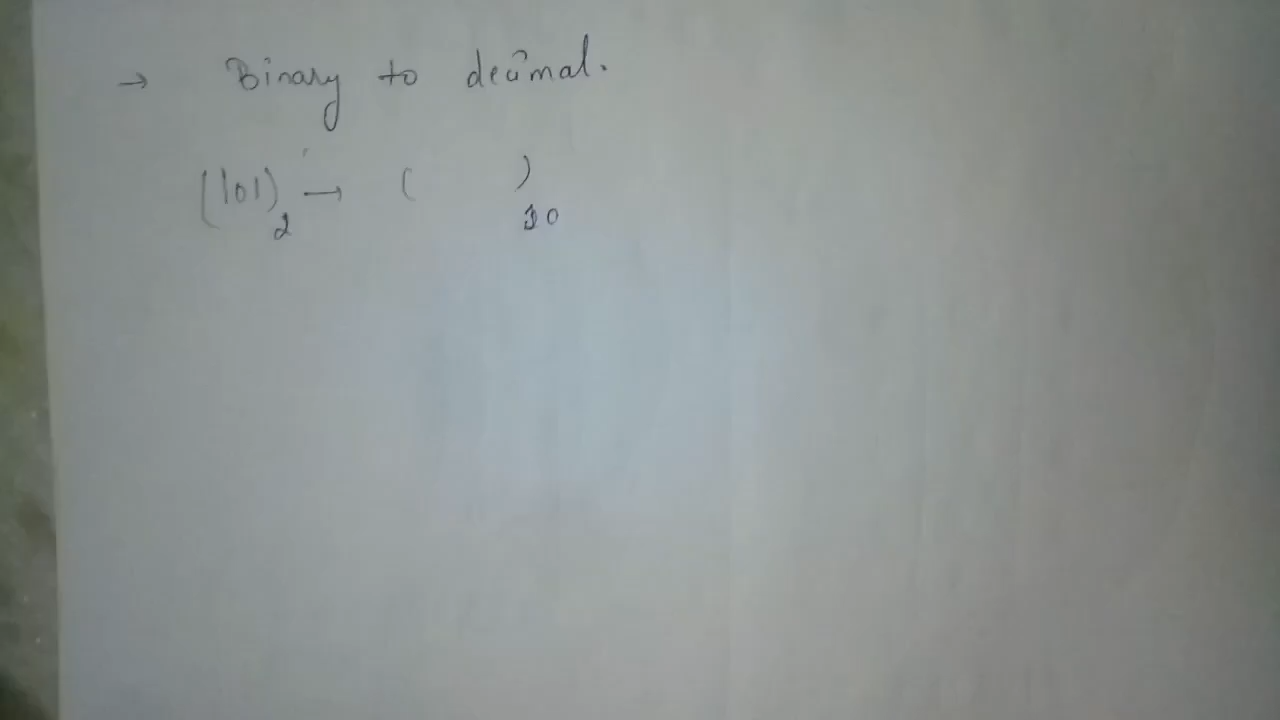 → Binary to decimal.
(101)₂ → ( )₁₀